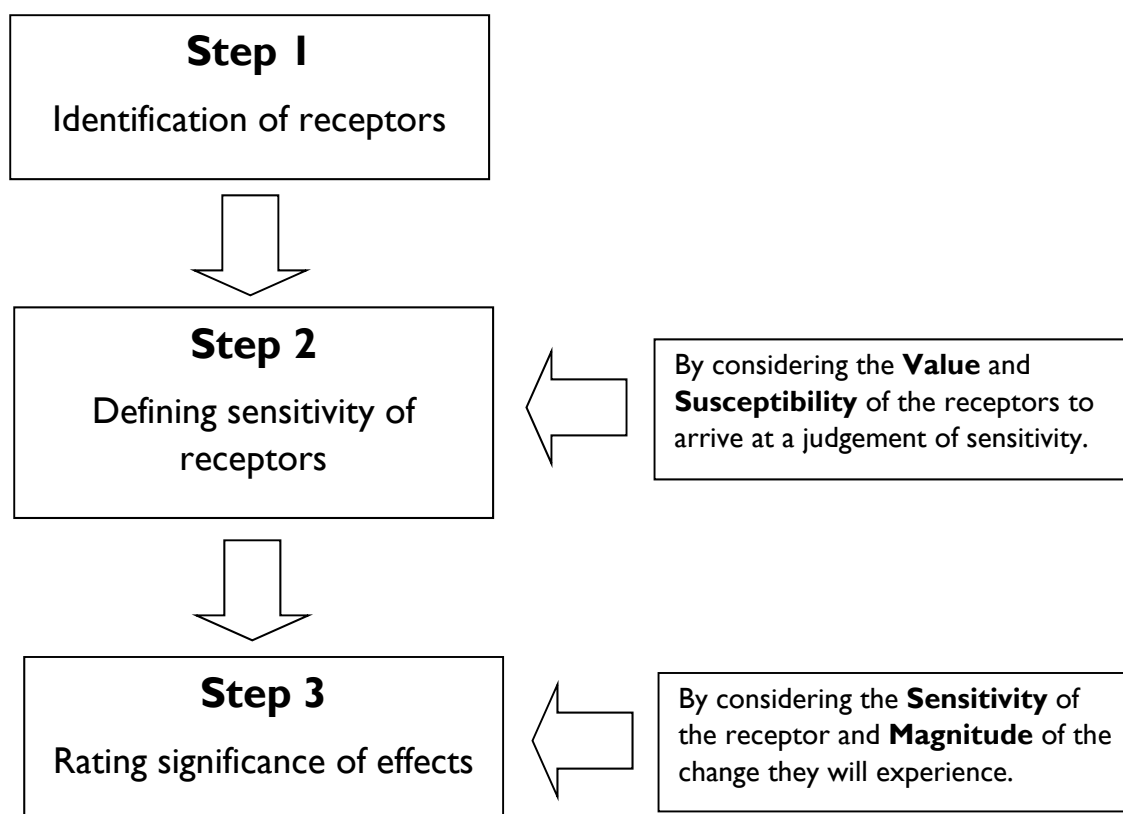 Step 1
Identification of receptors
Step 2
Defining sensitivity of
receptors
By considering the Value and
Susceptibility of the receptors to
arrive at a judgement of sensitivity.
Step 3
Rating significance of effects
By considering the Sensitivity of
the receptor and Magnitude of the
change they will experience.